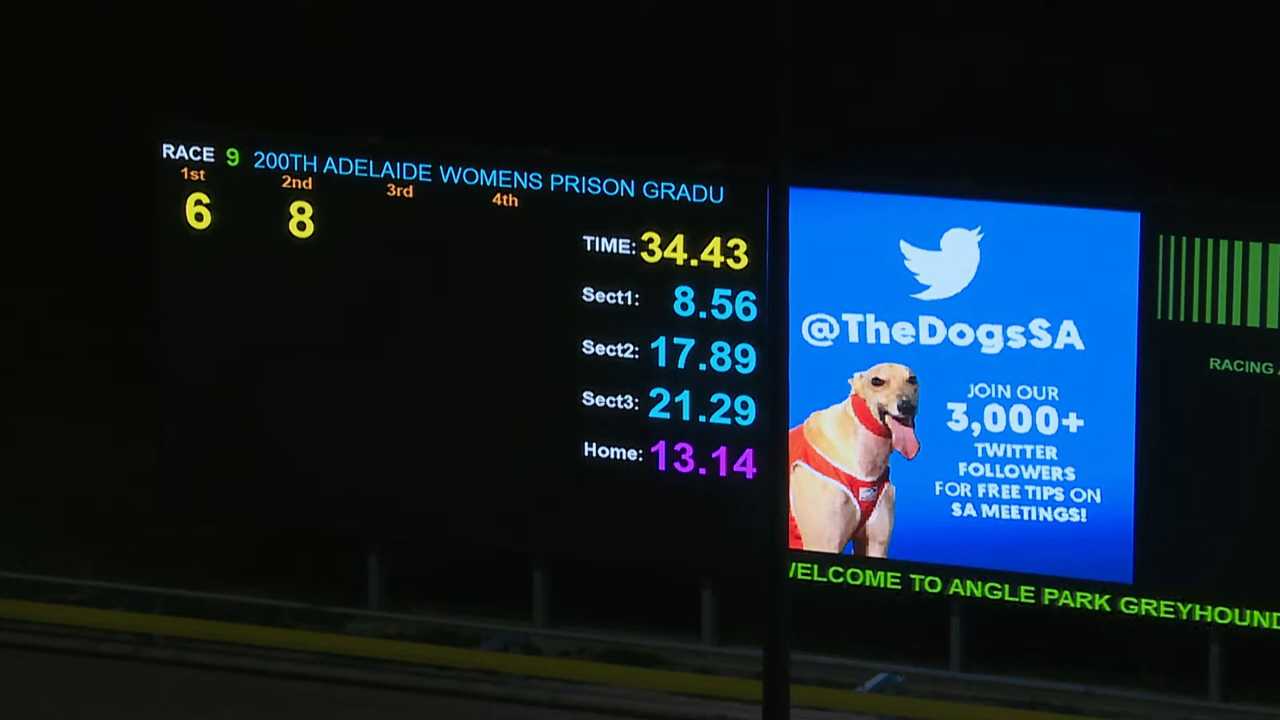 RACE 9 200TH ADELAIDE WOMENS PRISON GRADU
1st 2nd 3rd 4th
6 8
TIME: 34.43
Sect1: 8.56
Sect2: 17.89
Sect3: 21.29
Home: 13.14
@TheDogsSA
JOIN OUR
3,000+
TWITTER
FOLLOWERS
FOR FREE TIPS ON
SA MEETINGS!
RACING
WELCOME TO ANGLE PARK GREYHOUND